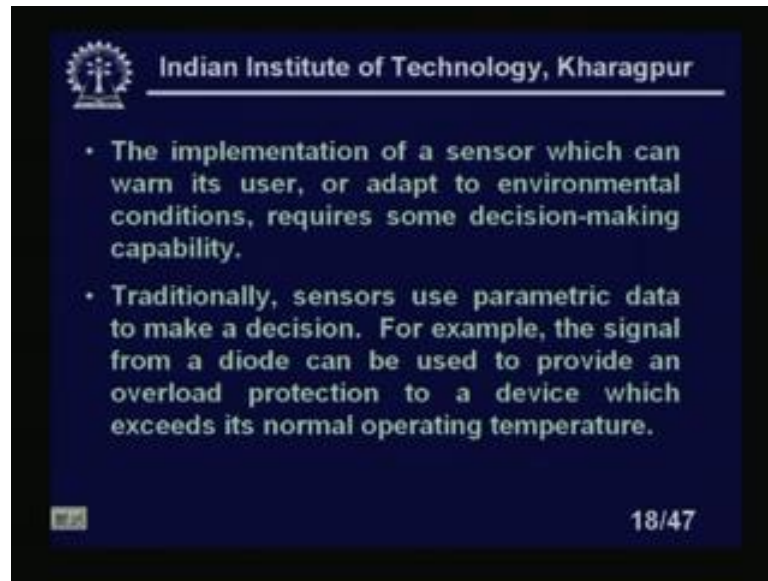 Indian Institute of Technology, Kharagpur
• The implementation of a sensor which can
warn its user, or adapt to environmental
conditions, requires some decision-making
capability.
• Traditionally, sensors use parametric data
to make a decision. For example, the signal
from a diode can be used to provide an
overload protection to a device which
exceeds its normal operating temperature.
18/47